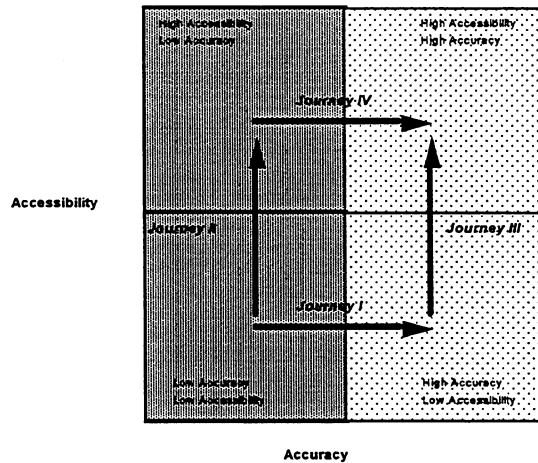 High Accessibility
Low Accuracy
High Accessibility
High Accuracy
Journey IV
Accessibility
Journey II
Journey III
Journey I
Low Accuracy
Low Accessibility
High Accuracy
Low Accessibility
Accuracy